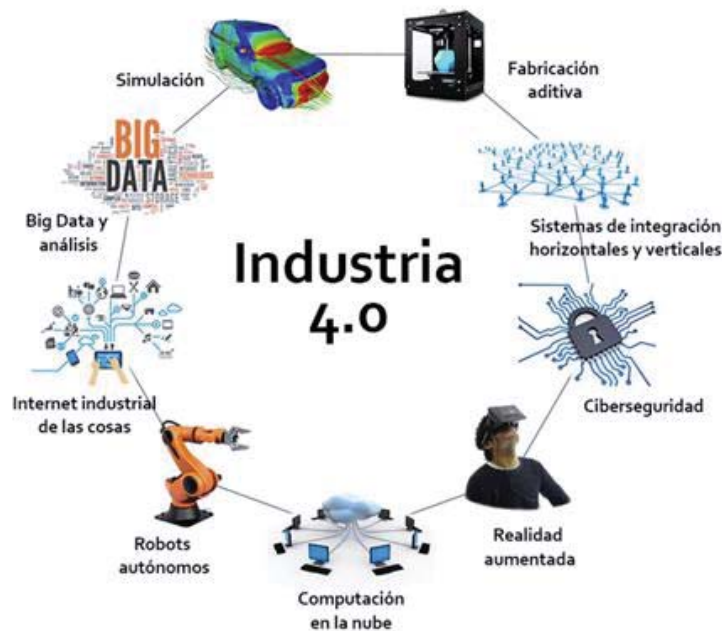 Industria
4.0
Simulación
Fabricación
aditiva
BIG
DATA
Big Data y
análisis
Sistemas de integración
horizontales y verticales
Internet industrial
de las cosas
Ciberseguridad
Robots
autónomos
Realidad
aumentada
Computación
en la nube